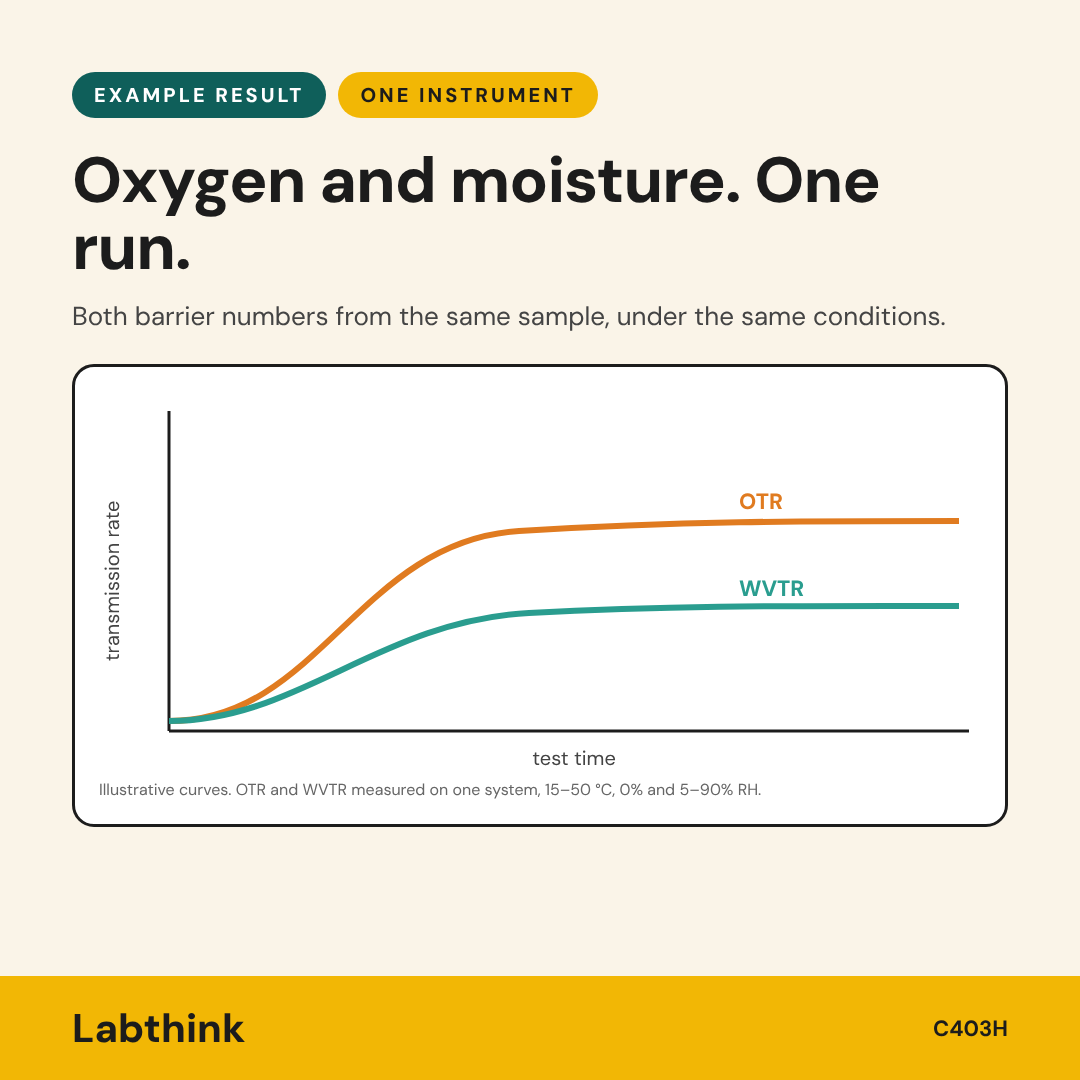 EXAMPLE RESULT
ONE INSTRUMENT
Oxygen and moisture. One
run.
Both barrier numbers from the same sample, under the same conditions.
transmission rate
OTR
WVTR
test time
Illustrative curves. OTR and WVTR measured on one system, 15–50 °C, 0% and 5–90% RH.
Labthink
C403H